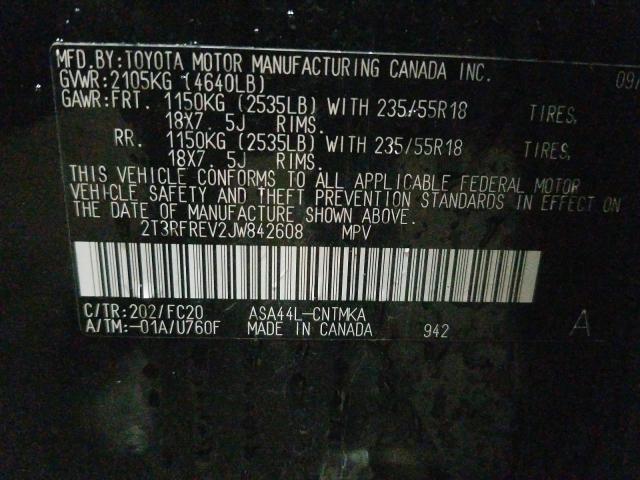 MFD.BY:TOYOTA MOTOR MANUFACTURING CANADA INC. 09/
GVWR:2105KG (4640LB)
GAWR:FRT. 1150KG (2535LB) WITH 235/55R18 TIRES,
18X7.5J RIMS.
RR. 1150KG (2535LB) WITH 235/55R18 TIRES,
18X7.5J RIMS.
THIS VEHICLE CONFORMS TO ALL APPLICABLE FEDERAL MOTOR
VEHICLE SAFETY AND THEFT PREVENTION STANDARDS IN EFFECT ON
THE DATE OF MANUFACTURE SHOWN ABOVE.
2T3RFREV2JW842608 MPV
C/TR:202/FC20 ASA44L-CNTMKA
A/TM:-01A/U760F MADE IN CANADA 942 A